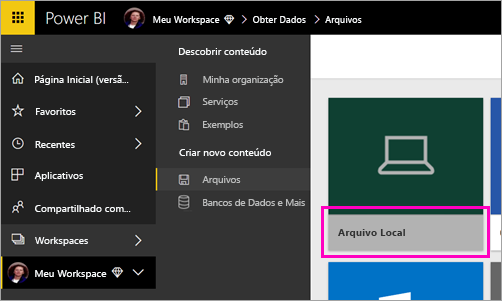 Power BI
Meu Workspace
Obter Dados
Arquivos
Página Inicial (versã...
Favoritos
Recentes
Aplicativos
Compartilhado com...
Workspaces
Meu Workspace
Descobrir conteúdo
Minha organização
Serviços
Exemplos
Criar novo conteúdo
Arquivos
Bancos de Dados e Mais
Arquivo Local